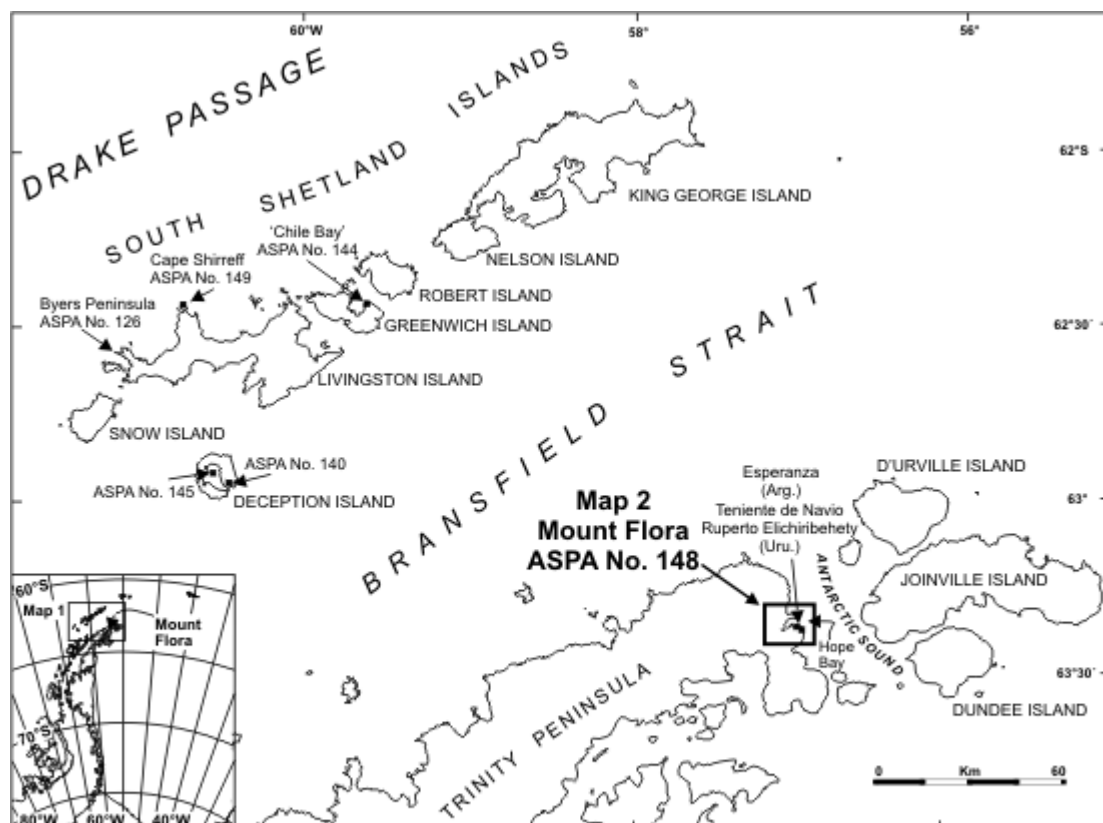 60°W
58°
56°
DRAKE PASSAGE
SOUTH SHETLAND ISLANDS
62°S
KING GEORGE ISLAND
'Chile Bay'
ASPA No. 144
NELSON ISLAND
Cape Shirreff
ASPA No. 149
ROBERT ISLAND
Byers Peninsula
ASPA No. 126
GREENWICH ISLAND
62°30
LIVINGSTON ISLAND
SNOW ISLAND
BRANSFIELD STRAIT
ASPA No. 140
ASPA No. 145
DECEPTION ISLAND
Esperanza
(Arg.)
Teniente de Navio
Ruperto Elichiribehety
(Uru.)
D'URVILLE ISLAND
63°
Map 2
Mount Flora
ASPA No. 148
JOINVILLE ISLAND
ANTARCTIC SOUND
Hope
Bay
63°30
DUNDEE ISLAND
TRINITY PENINSULA
60°S
Map 1
Mount
Flora
70°S
80°W
60°W
40°W
0 Km 60